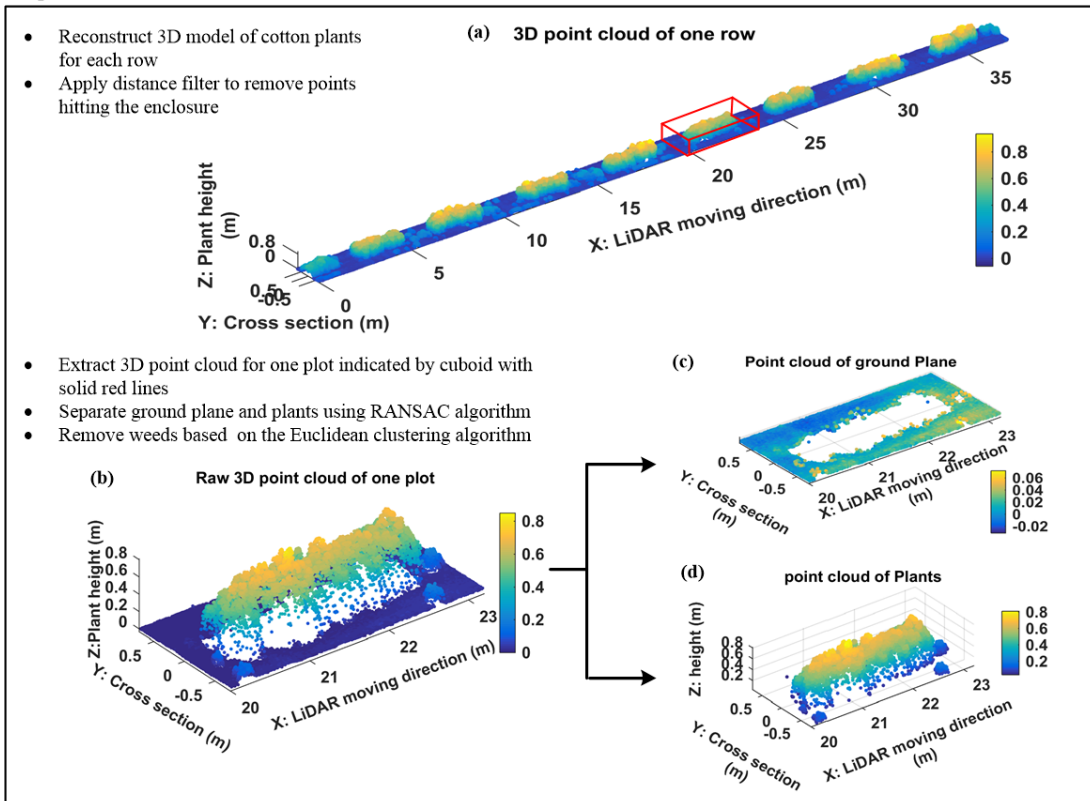 • Reconstruct 3D model of cotton plants
for each row
• Apply distance filter to remove points
hitting the enclosure
(a) 3D point cloud of one row
Z: Plant height
(m)
0.8
0
0.5
0
-0.5
Y: Cross section (m)
0
5
10
15
20
25
30
35
X: LiDAR moving direction (m)
0.8
0.6
0.4
0.2
0
• Extract 3D point cloud for one plot indicated by cuboid with
solid red lines
• Separate ground plane and plants using RANSAC algorithm
• Remove weeds based on the Euclidean clustering algorithm
(b) Raw 3D point cloud of one plot
Z:Plant height (m)
0.8
0.6
0.4
0.2
0
0.5
0
-0.5
Y: Cross section (m)
20
21
22
23
X: LiDAR moving direction (m)
0.8
0.6
0.4
0.2
0
(c) Point cloud of ground Plane
0.5
0
-0.5
Y: Cross section
(m)
20
21
22
23
X: LiDAR moving direction
(m)
0.06
0.04
0.02
0
-0.02
(d) point cloud of Plants
Z: height (m)
0.8
0.6
0.4
0.2
0.5
0
-0.5
Y: Cross section
(m)
20
21
22
23
X: LiDAR moving direction
(m)
0.8
0.6
0.4
0.2